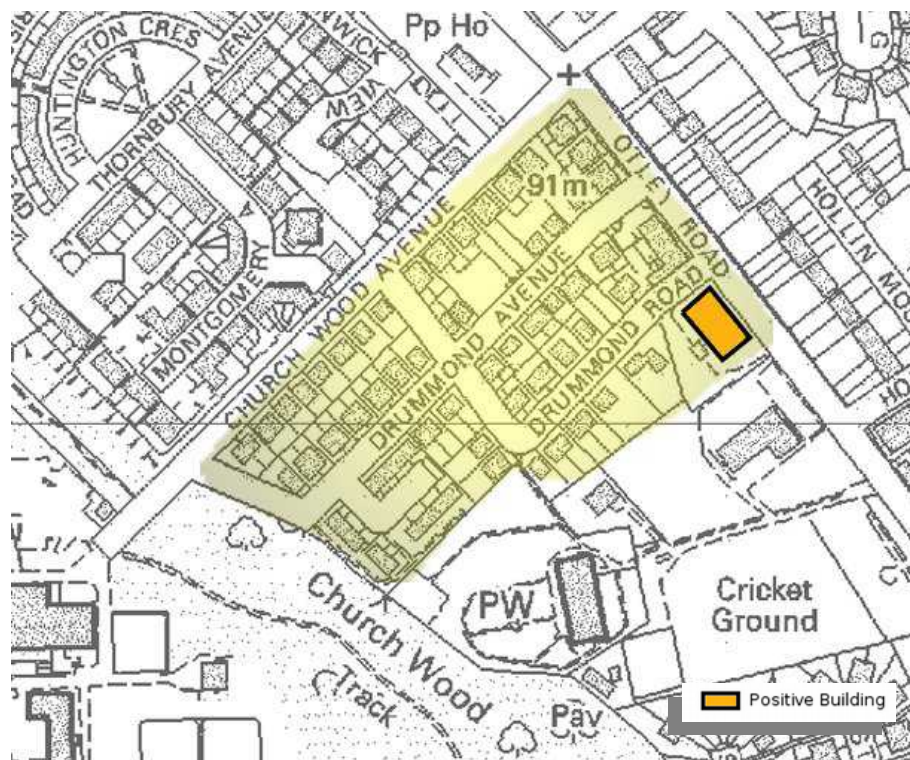 Pp Ho
HUNTINGTON CRES
THORNBURY AVENUE
VIEW
OTLEY ROAD
91m
HOLLIN
CHURCH WOOD AVENUE
MONTGOMERY A
DRUMMOND AVENUE
DRUMMOND ROAD
PW
Cricket
Ground
Church Wood
Track
Pav
Positive Building